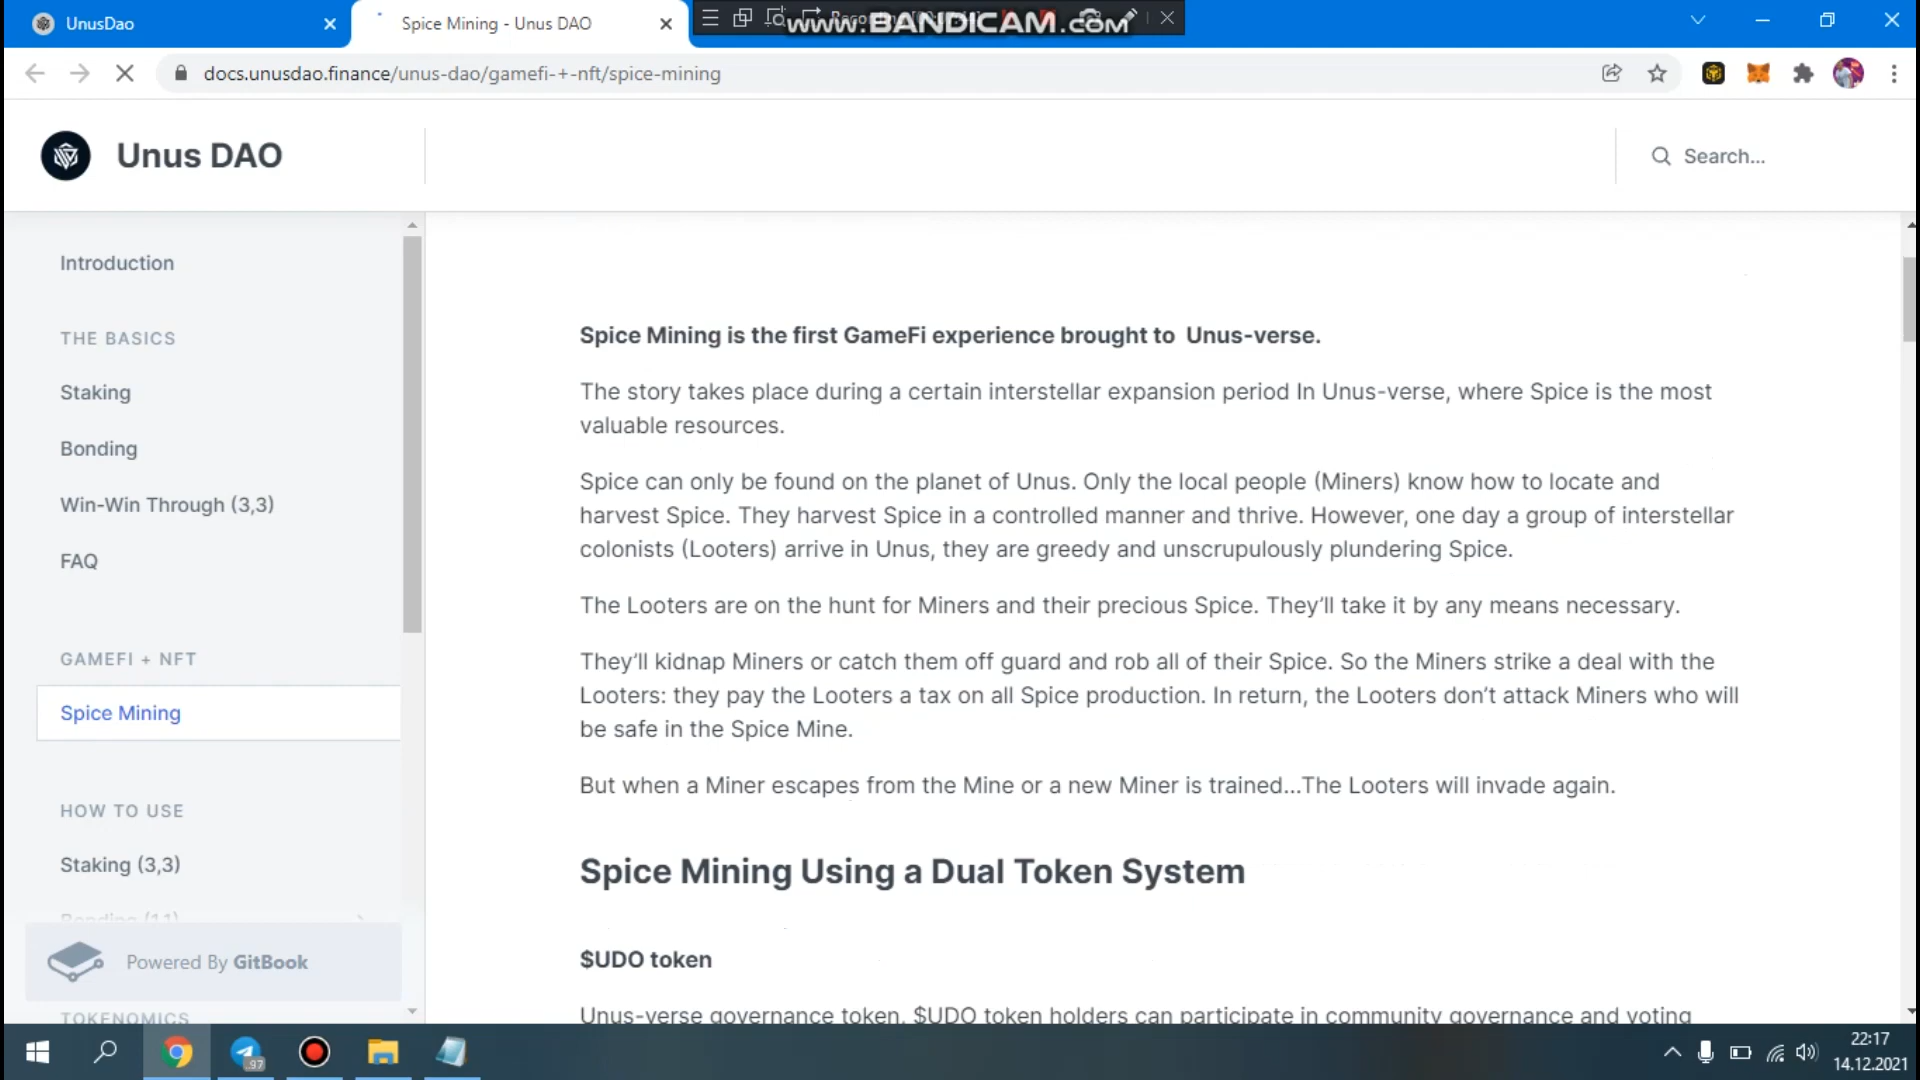 UnusDao
Spice Mining - Unus DAO
www.BANDICAM.com
docs.unusdao.finance/unus-dao/gamefi-+-nft/spice-mining
Unus DAO
Search...
Introduction
THE BASICS
Staking
Bonding
Win-Win Through (3,3)
FAQ
GAMEFI + NFT
Spice Mining
HOW TO USE
Staking (3,3)
Bonding (1,1)
Powered By GitBook
TOKENOMICS
Spice Mining is the first GameFi experience brought to Unus-verse.
The story takes place during a certain interstellar expansion period In Unus-verse, where Spice is the most
valuable resources.
Spice can only be found on the planet of Unus. Only the local people (Miners) know how to locate and
harvest Spice. They harvest Spice in a controlled manner and thrive. However, one day a group of interstellar
colonists (Looters) arrive in Unus, they are greedy and unscrupulously plundering Spice.
The Looters are on the hunt for Miners and their precious Spice. They’ll take it by any means necessary.
They’ll kidnap Miners or catch them off guard and rob all of their Spice. So the Miners strike a deal with the
Looters: they pay the Looters a tax on all Spice production. In return, the Looters don’t attack Miners who will
be safe in the Spice Mine.
But when a Miner escapes from the Mine or a new Miner is trained...The Looters will invade again.
Spice Mining Using a Dual Token System
$UDO token
Unus-verse governance token. $UDO token holders can participate in community governance and voting
97
22:17
14.12.2021